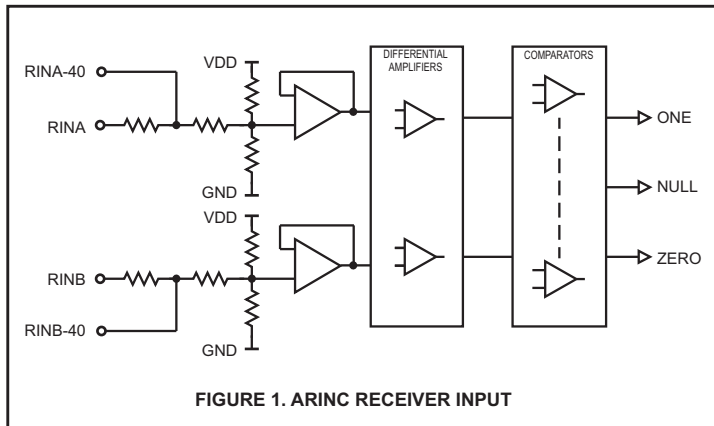 RINA-40
VDD
RINA
GND
VDD
RINB
RINB-40
GND
DIFFERENTIAL
AMPLIFIERS
COMPARATORS
ONE
NULL
ZERO
FIGURE 1. ARINC RECEIVER INPUT